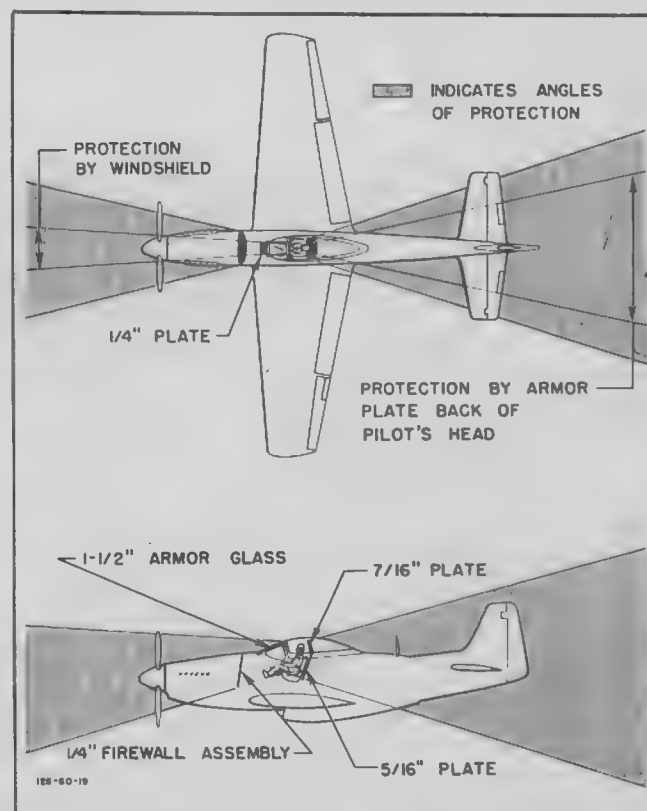 INDICATES ANGLES
OF PROTECTION
PROTECTION
BY WINDSHIELD
1/4" PLATE
PROTECTION BY ARMOR
PLATE BACK OF
PILOT'S HEAD
1-1/2" ARMOR GLASS
7/16" PLATE
1/4" FIREWALL ASSEMBLY
5/16" PLATE
126-60-19